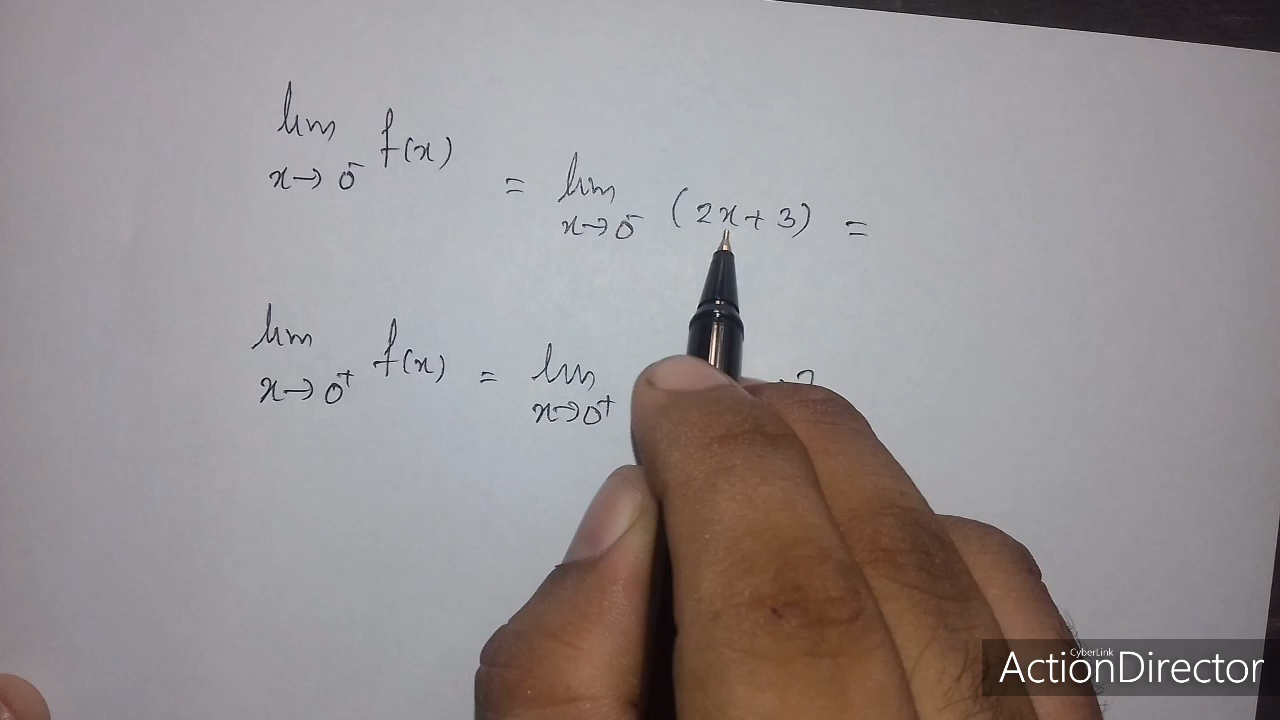 lim f(x) = lim (2x+3) =
x→0⁻ x→0⁻
lim f(x) = lim
x→0⁺ x→0⁺
CyberLink
ActionDirector